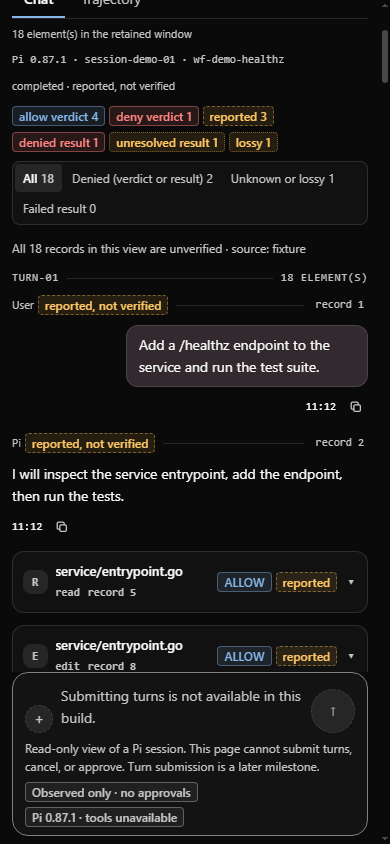 Chat Trajectory
18 element(s) in the retained window
Pi 0.87.1 · session-demo-01 · wf-demo-healthz
completed · reported, not verified
allow verdict 4 deny verdict 1 reported 3
denied result 1 unresolved result 1 lossy 1
All 18 Denied (verdict or result) 2 Unknown or lossy 1
Failed result 0
All 18 records in this view are unverified · source: fixture
TURN-01 18 ELEMENT(S)
User reported, not verified record 1
Add a /healthz endpoint to the
service and run the test suite.
11:12
Pi reported, not verified record 2
I will inspect the service entrypoint, add the endpoint,
then run the tests.
11:12
R service/entrypoint.go ALLOW reported ▾
read record 5
E service/entrypoint.go ALLOW reported ▾
edit record 8
Submitting turns is not available in this
build.
+ ↑
Read-only view of a Pi session. This page cannot submit turns,
cancel, or approve. Turn submission is a later milestone.
Observed only · no approvals
Pi 0.87.1 · tools unavailable